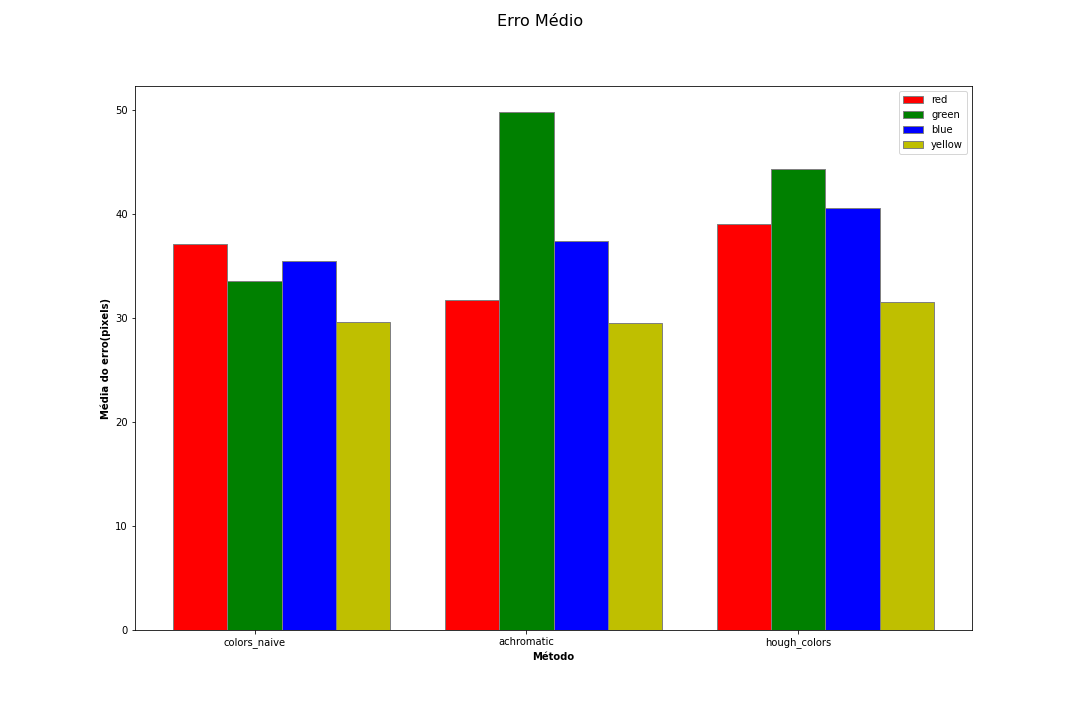 Erro Médio
red
green
blue
yellow
50
40
30
20
10
0
Média do erro(pixels)
colors_naive
achromatic
hough_colors
Método